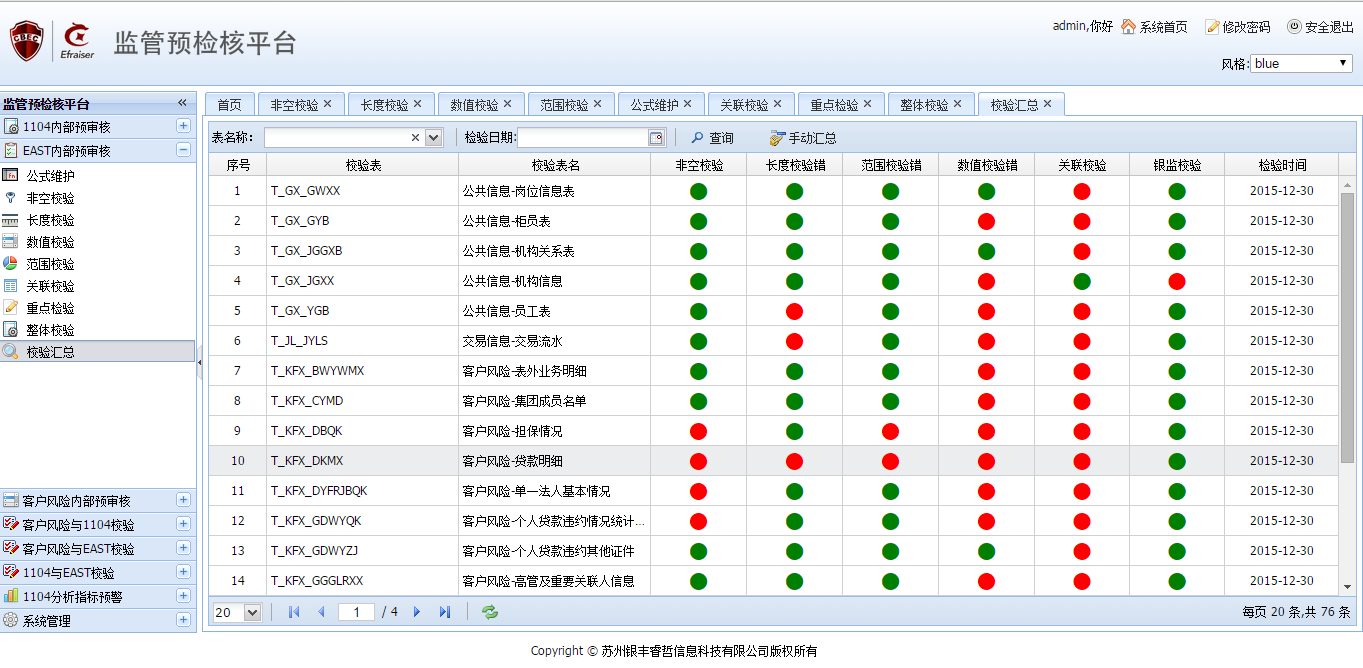 CBEC Efraiser 监管预检核平台
admin,你好 系统首页 修改密码 安全退出
风格: blue
监管预检核平台
1104内部预审核
EAST内部预审核
公式维护
非空校验
长度校验
数值校验
范围校验
关联校验
重点检验
整体校验
校验汇总
客户风险内部预审核
客户风险与1104校验
客户风险与EAST校验
1104与EAST校验
1104分析指标预警
系统管理
首页 非空校验 长度校验 数值校验 范围校验 公式维护 关联校验 重点检验 整体校验 校验汇总
表名称: 检验日期: 查询 手动汇总
序号 校验表 校验表名 非空校验 长度校验错 范围校验错 数值校验错 关联校验 银监校验 检验时间
1 T_GX_GWXX 公共信息-岗位信息表 2015-12-30
2 T_GX_GYB 公共信息-柜员表 2015-12-30
3 T_GX_JGGXB 公共信息-机构关系表 2015-12-30
4 T_GX_JGXX 公共信息-机构信息 2015-12-30
5 T_GX_YGB 公共信息-员工表 2015-12-30
6 T_JL_JYLS 交易信息-交易流水 2015-12-30
7 T_KFX_BWYWMX 客户风险-表外业务明细 2015-12-30
8 T_KFX_CYMD 客户风险-集团成员名单 2015-12-30
9 T_KFX_DBQK 客户风险-担保情况 2015-12-30
10 T_KFX_DKMX 客户风险-贷款明细 2015-12-30
11 T_KFX_DYFRJBQK 客户风险-单一法人基本情况 2015-12-30
12 T_KFX_GDWYQK 客户风险-个人贷款违约情况统计... 2015-12-30
13 T_KFX_GDWYZJ 客户风险-个人贷款违约其他证件 2015-12-30
14 T_KFX_GGGLRXX 客户风险-高管及重要关联人信息 2015-12-30
20 1 / 4 每页 20 条,共 76 条
Copyright © 苏州银丰睿哲信息科技有限公司版权所有